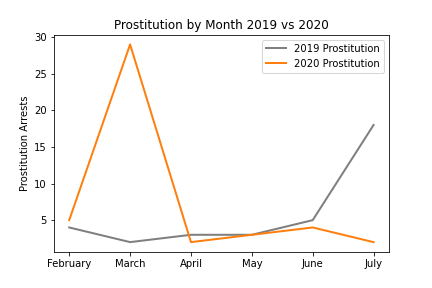 Prostitution by Month 2019 vs 2020
30
25
20
15
10
5
Prostitution Arrests
2019 Prostitution
2020 Prostitution
February March April May June July